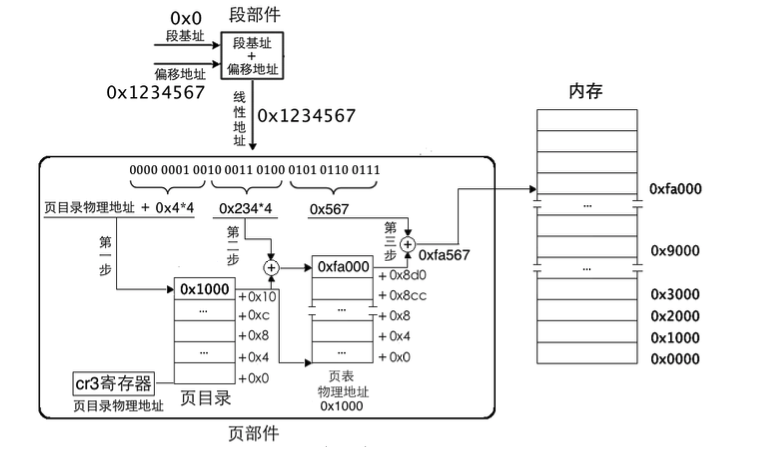 0x0
段部件
段基址
段基址
+
偏移地址
偏移地址
0x1234567
线性地址
0x1234567
内存
0000 0001 0010 0011 0100 0101 0110 0111
页目录物理地址 + 0x4*4
0x234*4
0x567
第一步
第二步
第三步
+
+
0xfa567
0x1000
...
...
+0x10
+0xc
+0x8
+0x4
+0x0
0xfa000
...
...
+0x8d0
+0x8cc
+0x8
+0x4
+0x0
cr3寄存器
页目录物理地址
页目录
页表
物理地址
0x1000
页部件
...
...
0xfa000
0x9000
0x3000
0x2000
0x1000
0x0000